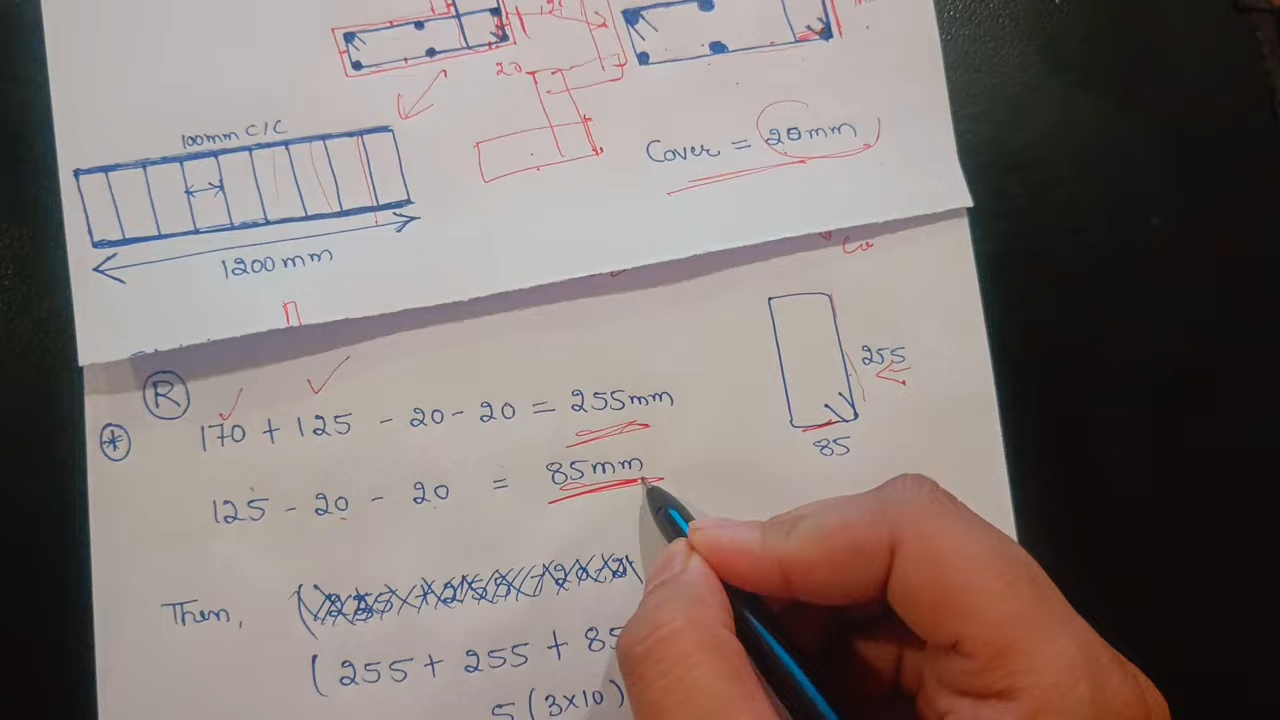 20
100mm C/C
Cover = 20mm
1200mm
R
170 + 125 - 20 - 20 = 255mm
255
85
125 - 20 - 20 = 85mm
Then,
(255 + 255 + 85
5(3x10)